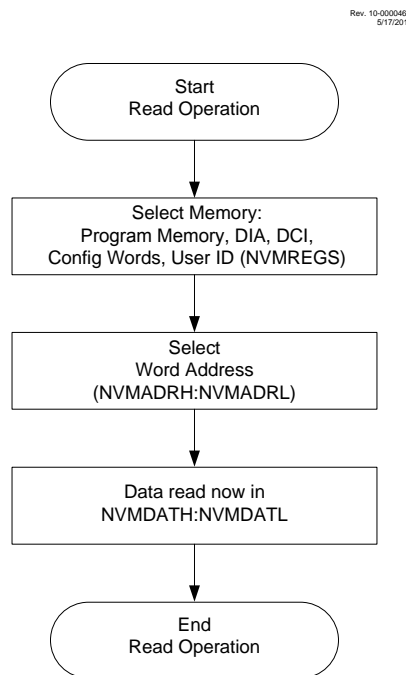 Rev. 10-000046
5/17/201
Start
Read Operation
Select Memory:
Program Memory, DIA, DCI,
Config Words, User ID (NVMREGS)
Select
Word Address
(NVMADRH:NVMADRL)
Data read now in
NVMDATH:NVMDATL
End
Read Operation